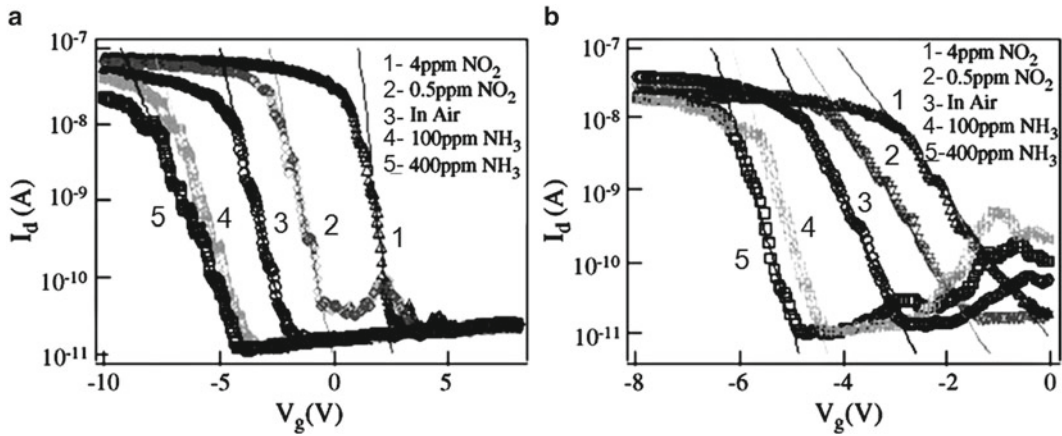 a
10⁻⁷
10⁻⁸
10⁻⁹
10⁻¹⁰
10⁻¹¹
I_d (A)
-10
-5
0
5
V_g(V)
1- 4ppm NO₂
2- 0.5ppm NO₂
3- In Air
4- 100ppm NH₃
5- 400ppm NH₃
5
4
3
2
1
b
10⁻⁷
10⁻⁸
10⁻⁹
10⁻¹⁰
10⁻¹¹
I_d (A)
-8
-6
-4
-2
0
V_g(V)
1- 4ppm NO₂
2- 0.5ppm NO₂
3- In Air
4- 100ppm NH₃
5- 400ppm NH₃
1
2
3
4
5